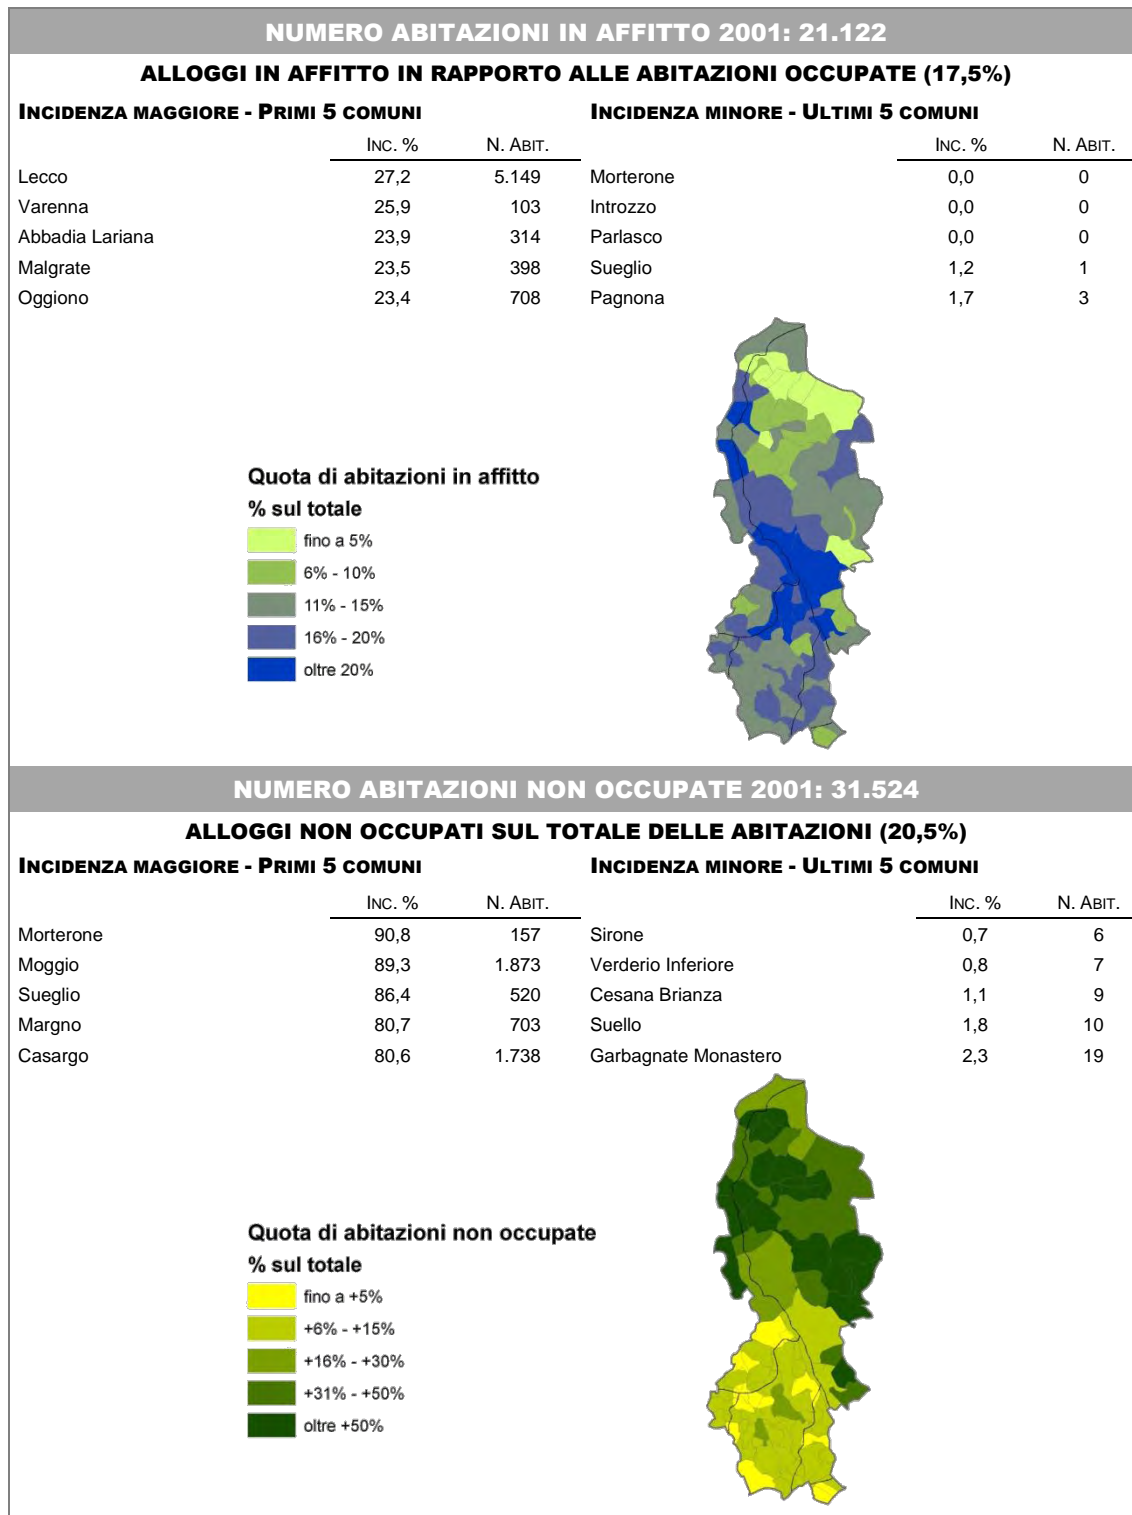 NUMERO ABITAZIONI IN AFFITTO 2001: 21.122
ALLOGGI IN AFFITTO IN RAPPORTO ALLE ABITAZIONI OCCUPATE (17,5%)
INCIDENZA MAGGIORE - PRIMI 5 COMUNI INCIDENZA MINORE - ULTIMI 5 COMUNI
INC. % N. ABIT. INC. % N. ABIT.
Lecco 27,2 5.149 Morterone 0,0 0
Varenna 25,9 103 Introzzo 0,0 0
Abbadia Lariana 23,9 314 Parlasco 0,0 0
Malgrate 23,5 398 Sueglio 1,2 1
Oggiono 23,4 708 Pagnona 1,7 3
Quota di abitazioni in affitto
% sul totale
fino a 5%
6% - 10%
11% - 15%
16% - 20%
oltre 20%
NUMERO ABITAZIONI NON OCCUPATE 2001: 31.524
ALLOGGI NON OCCUPATI SUL TOTALE DELLE ABITAZIONI (20,5%)
INCIDENZA MAGGIORE - PRIMI 5 COMUNI INCIDENZA MINORE - ULTIMI 5 COMUNI
INC. % N. ABIT. INC. % N. ABIT.
Morterone 90,8 157 Sirone 0,7 6
Moggio 89,3 1.873 Verderio Inferiore 0,8 7
Sueglio 86,4 520 Cesana Brianza 1,1 9
Margno 80,7 703 Suello 1,8 10
Casargo 80,6 1.738 Garbagnate Monastero 2,3 19
Quota di abitazioni non occupate
% sul totale
fino a +5%
+6% - +15%
+16% - +30%
+31% - +50%
oltre +50%